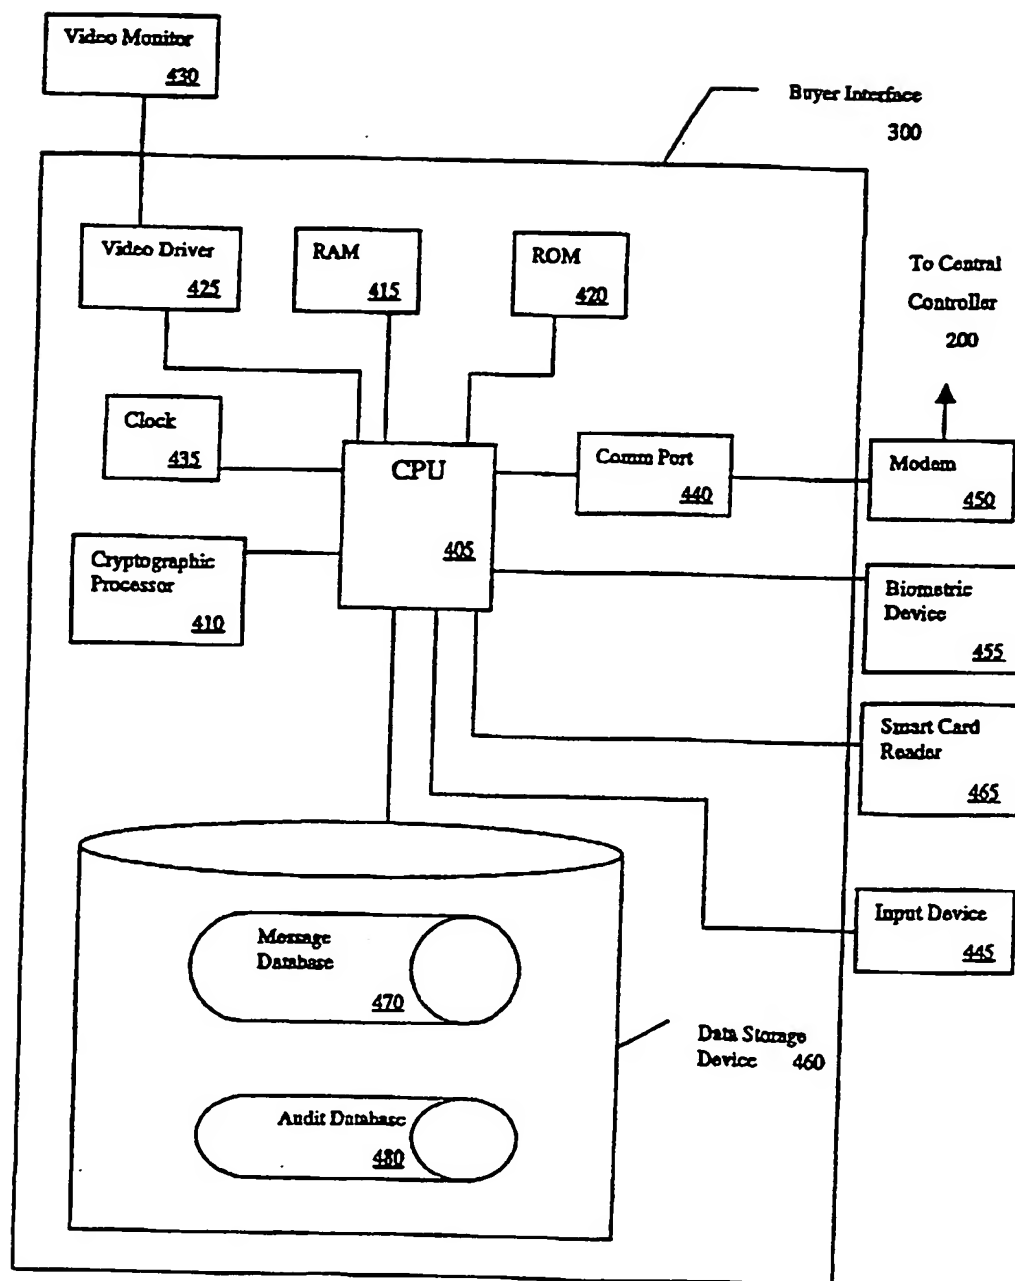 Video Monitor
430
Buyer Interface
300
Video Driver
425
RAM
415
ROM
420
To Central
Controller
200
Clock
435
CPU
405
Comm Port
440
Modem
450
Cryptographic
Processor
410
Biometric
Device
455
Smart Card
Reader
465
Input Device
445
Message
Database
470
Data Storage
Device 460
Audit Database
480